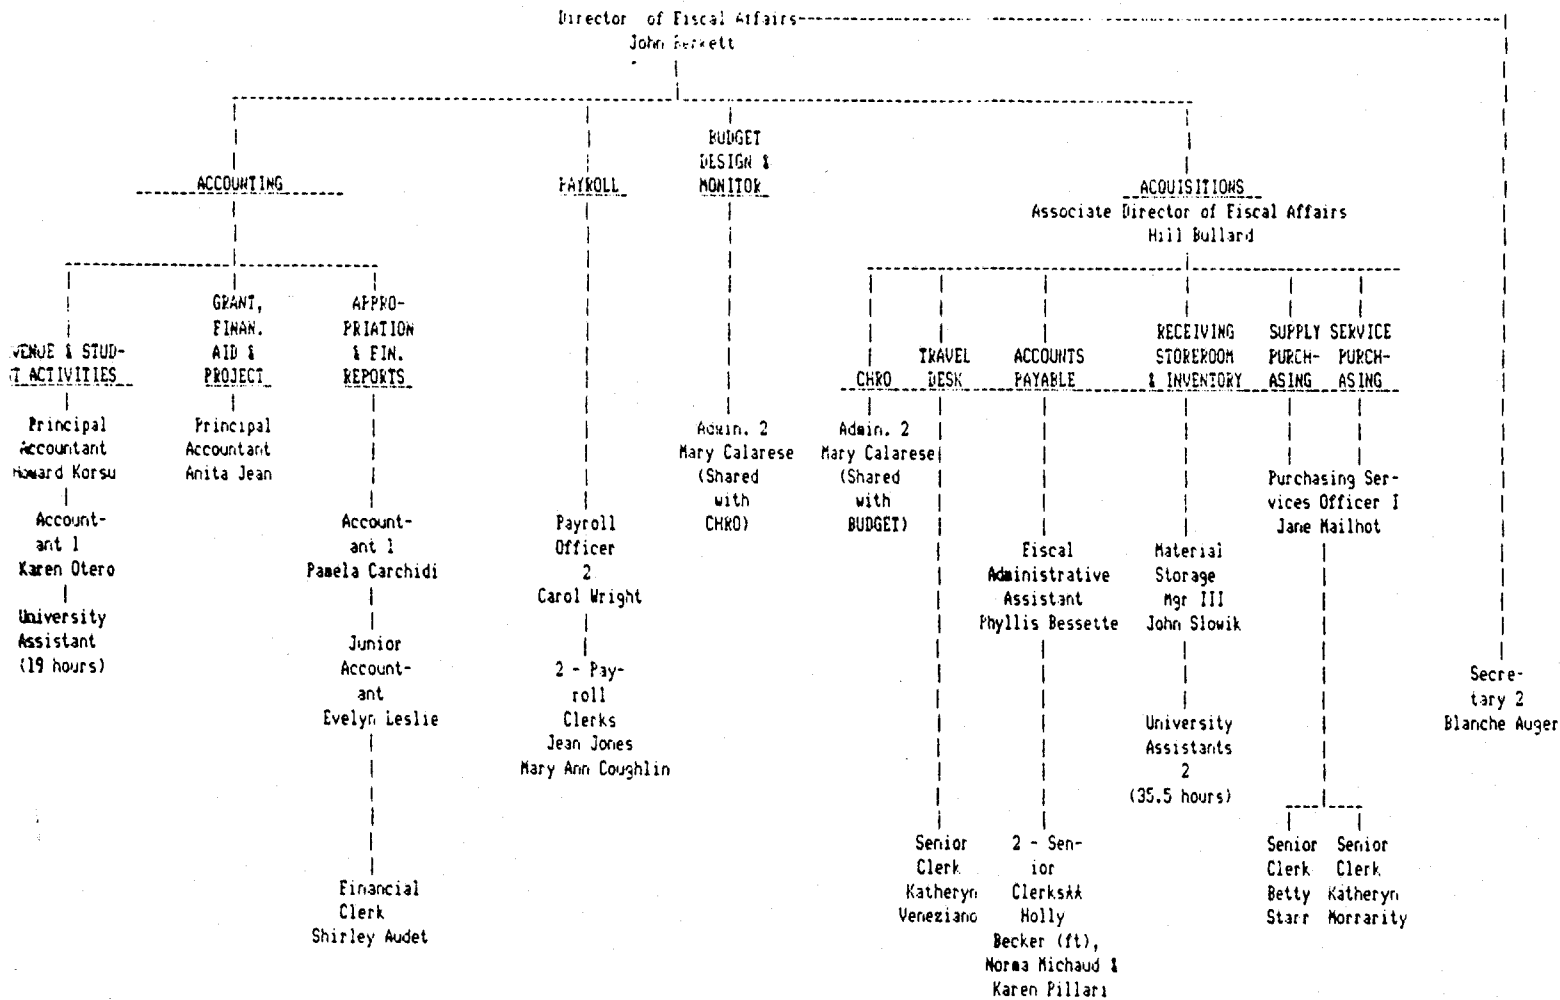 Director of Fiscal Affairs
John
BUDGET
DESIGN &
MONITOR
ACCOUNTING
PAYROLL
ACQUISITIONS
Associate Director of Fiscal Affairs
Hill Bullard
VENUE & STUD-
T ACTIVITIES
Principal
Accountant
Howard Korsu
Account-
ant 1
Karen Otero
University
Assistant
(19 hours)
GRANT,
FINAN.
AID &
PROJECT
Principal
Accountant
Anita Jean
APPRO-
PRIATION
& FIN.
REPORTS
Account-
ant 1
Pamela Carchidi
Junior
Account-
ant
Evelyn Leslie
Financial
Clerk
Shirley Audet
Payroll
Officer
2
Carol Wright
2 - Pay-
roll
Clerks
Jean Jones
Mary Ann Coughlin
Admin. 2
Mary Calarese
(Shared
with
CHRO)
CHRO
Admin. 2
Mary Calarese
(Shared
with
BUDGET)
TRAVEL
DESK
Senior
Clerk
Katheryn
Veneziano
ACCOUNTS
PAYABLE
Fiscal
Administrative
Assistant
Phyllis Bessette
2 - Sen-
ior
Clerks**
Holly
Becker (ft),
Norma Michaud &
Karen Pillari
RECEIVING
STOREROOM
& INVENTORY
Material
Storage
Mgr III
John Slowik
University
Assistants
2
(35.5 hours)
SUPPLY
PURCH-
ASING
SERVICE
PURCH-
ASING
Purchasing Ser-
vices Officer I
Jane Mailhot
Senior
Clerk
Betty
Starr
Senior
Clerk
Katheryn
Morrarity
Secre-
tary 2
Blanche Auger